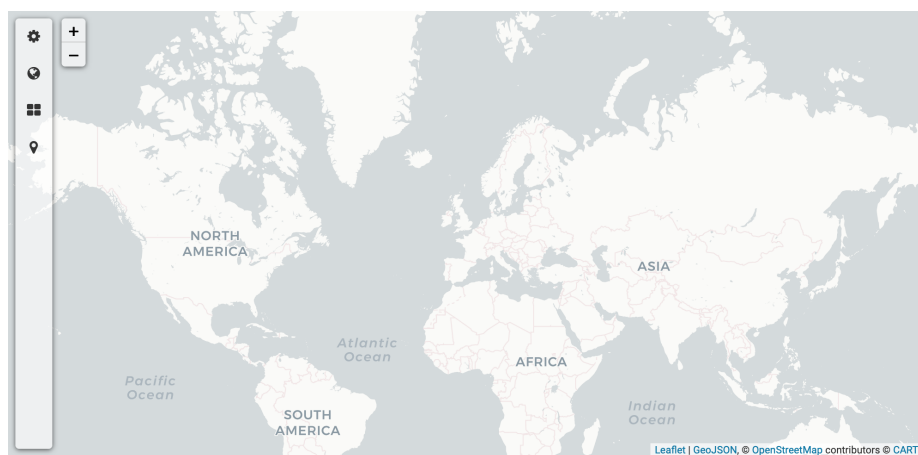 +
−
NORTH
AMERICA
ASIA
Atlantic
Ocean
AFRICA
Pacific
Ocean
Indian
Ocean
SOUTH
AMERICA
Leaflet | GeoJSON, © OpenStreetMap contributors © CART